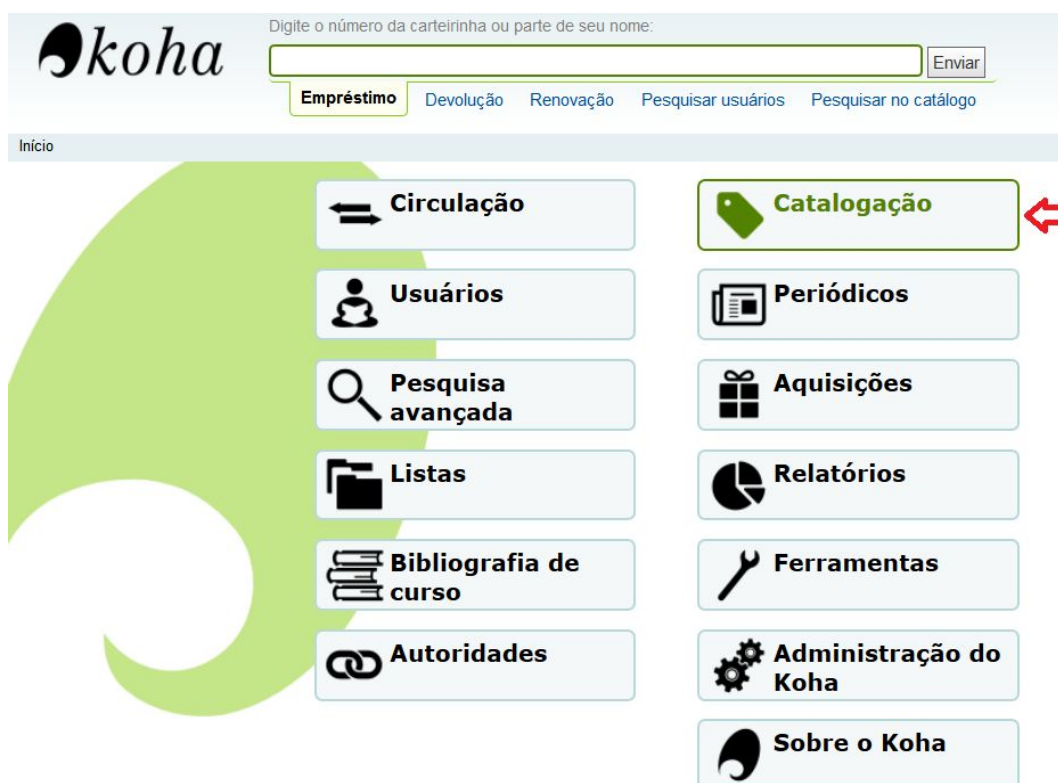 koha
Digite o número da carteirinha ou parte de seu nome:
Enviar
Empréstimo Devolução Renovação Pesquisar usuários Pesquisar no catálogo
Início
Circulação
Catalogação
Usuários
Periódicos
Pesquisa
avançada
Aquisições
Listas
Relatórios
Bibliografia de
curso
Ferramentas
Autoridades
Administração do
Koha
Sobre o Koha